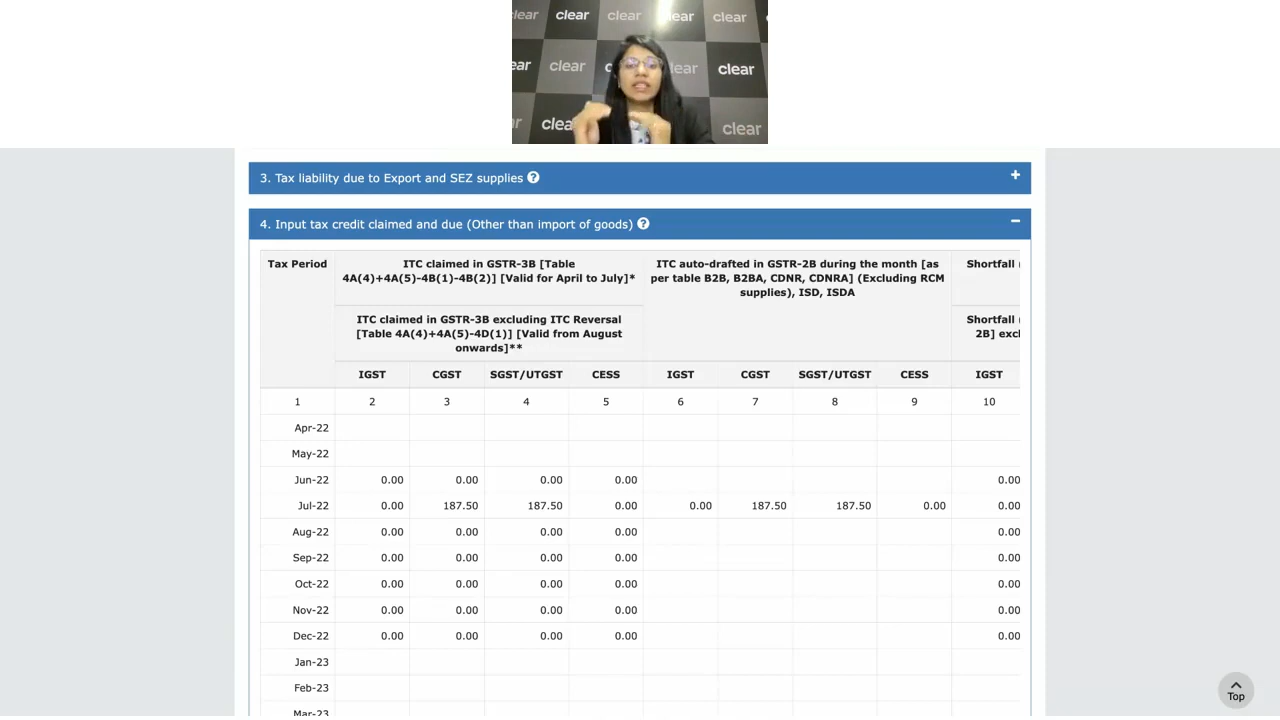 clear clear clear clear clear
ear clear clear clear
clear clear
3. Tax liability due to Export and SEZ supplies ?
+
4. Input tax credit claimed and due (Other than import of goods) ?
−
Tax Period
ITC claimed in GSTR-3B [Table
4A(4)+4A(5)-4B(1)-4B(2)] [Valid for April to July]*
ITC auto-drafted in GSTR-2B during the month [as
per table B2B, B2BA, CDNR, CDNRA] (Excluding RCM
supplies), ISD, ISDA
Shortfall (
ITC claimed in GSTR-3B excluding ITC Reversal
[Table 4A(4)+4A(5)-4D(1)] [Valid from August
onwards]**
Shortfall (
2B] excl
IGST CGST SGST/UTGST CESS IGST CGST SGST/UTGST CESS IGST
1 2 3 4 5 6 7 8 9 10
Apr-22
May-22
Jun-22 0.00 0.00 0.00 0.00 0.00
Jul-22 0.00 187.50 187.50 0.00 0.00 187.50 187.50 0.00 0.00
Aug-22 0.00 0.00 0.00 0.00 0.00
Sep-22 0.00 0.00 0.00 0.00 0.00
Oct-22 0.00 0.00 0.00 0.00 0.00
Nov-22 0.00 0.00 0.00 0.00 0.00
Dec-22 0.00 0.00 0.00 0.00 0.00
Jan-23
Feb-23
Mar-23
Top